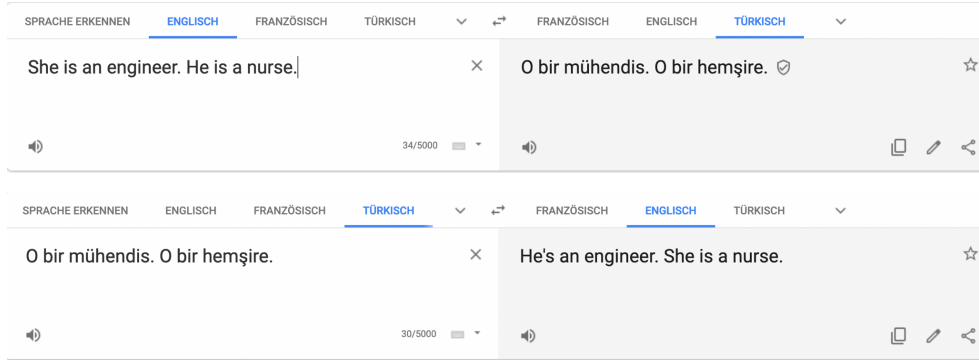 SPRACHE ERKENNEN ENGLISCH FRANZÖSISCH TÜRKISCH FRANZÖSISCH ENGLISCH TÜRKISCH
She is an engineer. He is a nurse. O bir mühendis. O bir hemşire.
34/5000
SPRACHE ERKENNEN ENGLISCH FRANZÖSISCH TÜRKISCH FRANZÖSISCH ENGLISCH TÜRKISCH
O bir mühendis. O bir hemşire. He's an engineer. She is a nurse.
30/5000